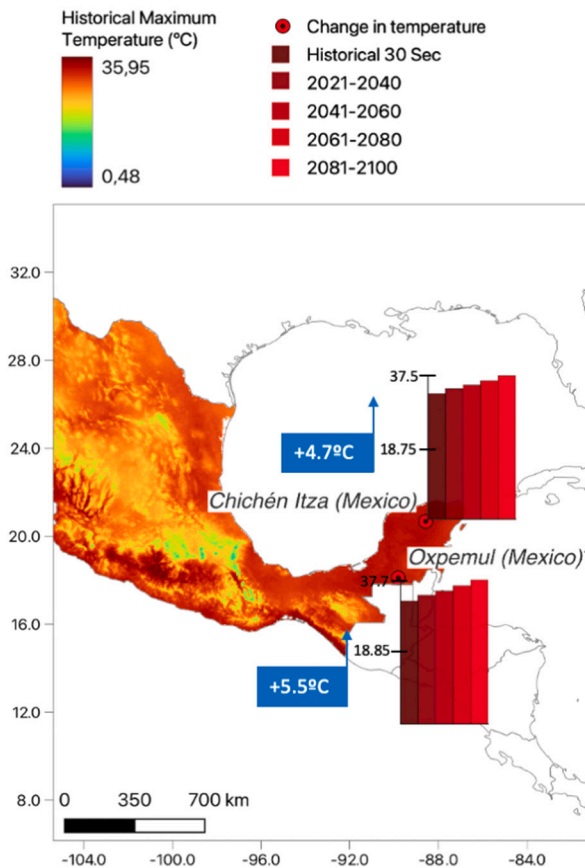 Historical Maximum
Temperature (°C)
35,95
0,48
Change in temperature
Historical 30 Sec
2021-2040
2041-2060
2061-2080
2081-2100
32.0
28.0
24.0
20.0
16.0
12.0
8.0
37.5
18.75
+4.7ºC
Chichén Itza (Mexico)
Oxpemul (Mexico)
37.7
18.85
+5.5ºC
0 350 700 km
-104.0 -100.0 -96.0 -92.0 -88.0 -84.0